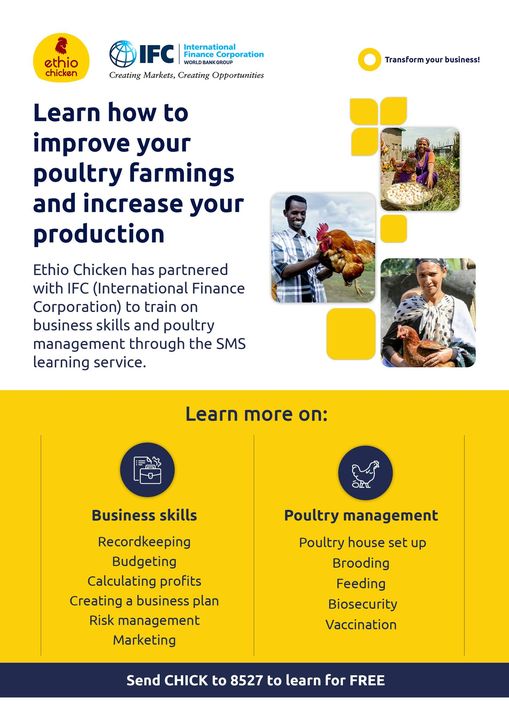 ethio
chicken
IFC
International
Finance Corporation
WORLD BANK GROUP
Creating Markets, Creating Opportunities
Transform your business!
Learn how to
improve your
poultry farmings
and increase your
production
Ethio Chicken has partnered
with IFC (International Finance
Corporation) to train on
business skills and poultry
management through the SMS
learning service.
Learn more on:
Business skills
Recordkeeping
Budgeting
Calculating profits
Creating a business plan
Risk management
Marketing
Poultry management
Poultry house set up
Brooding
Feeding
Biosecurity
Vaccination
Send CHICK to 8527 to learn for FREE